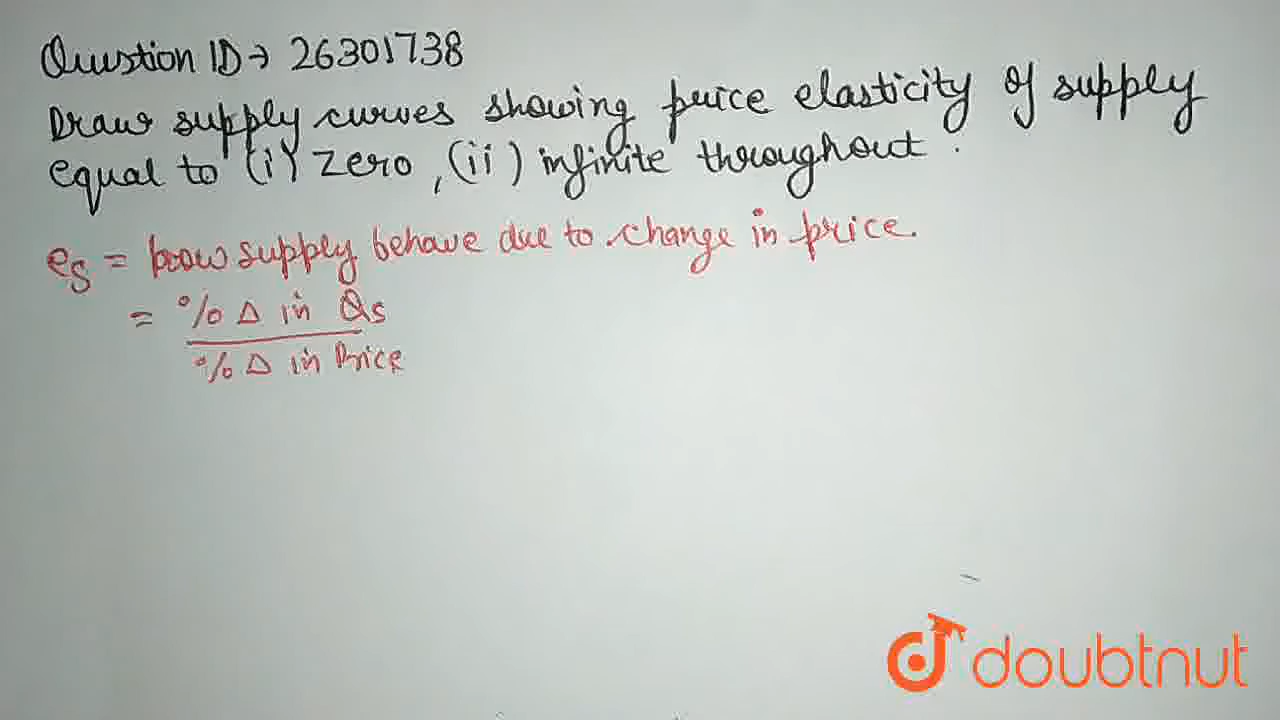 Question ID → 26301738
Draw supply curves showing price elasticity of supply
equal to (i) zero, (ii) infinite throughout.
es = how supply behave due to change in price.
= % Δ in Qs
% Δ in Price
doubtnut